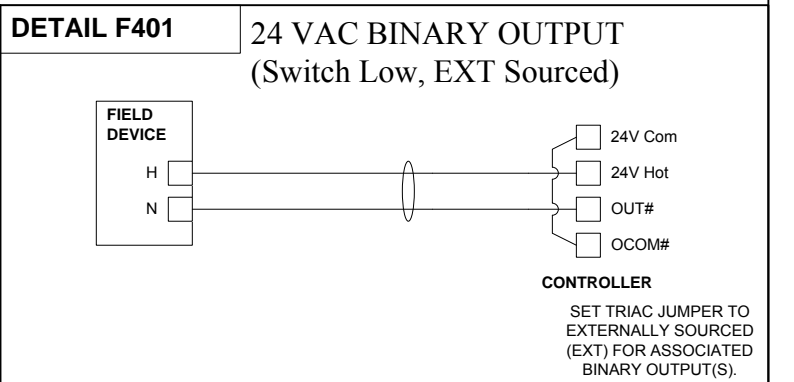 DETAIL F401
24 VAC BINARY OUTPUT
(Switch Low, EXT Sourced)
FIELD
DEVICE
H
N
24V Com
24V Hot
OUT#
OCOM#
CONTROLLER
SET TRIAC JUMPER TO
EXTERNALLY SOURCED
(EXT) FOR ASSOCIATED
BINARY OUTPUT(S).